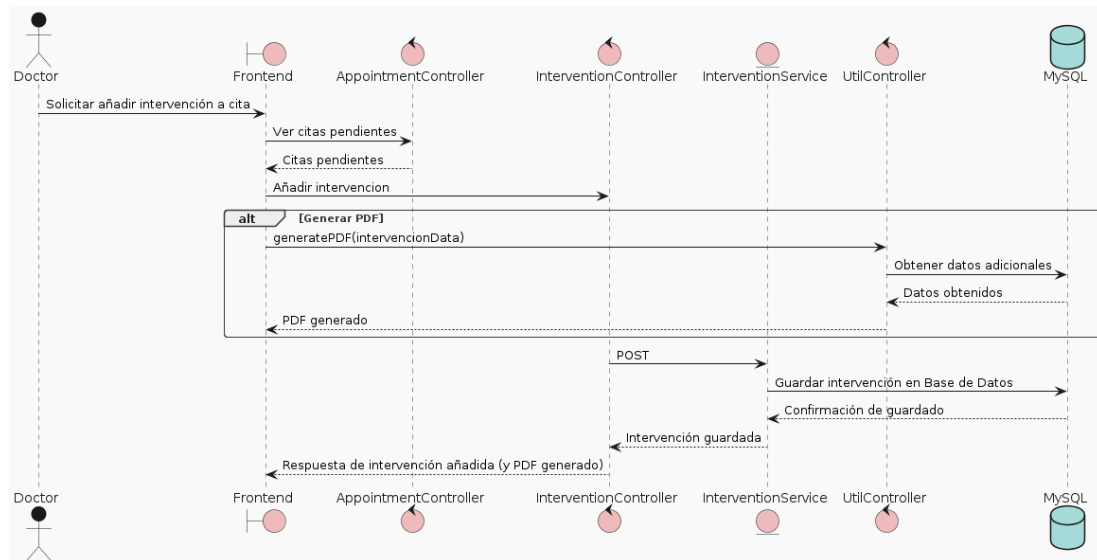 Doctor
Frontend
AppointmentController
InterventionController
InterventionService
UtilController
MySQL
Solicitar añadir intervención a cita
Ver citas pendientes
Citas pendientes
Añadir intervencion
alt [Generar PDF]
generatePDF(intervencionData)
Obtener datos adicionales
Datos obtenidos
PDF generado
POST
Guardar intervención en Base de Datos
Confirmación de guardado
Intervención guardada
Respuesta de intervención añadida (y PDF generado)
Doctor
Frontend
AppointmentController
InterventionController
InterventionService
UtilController
MySQL